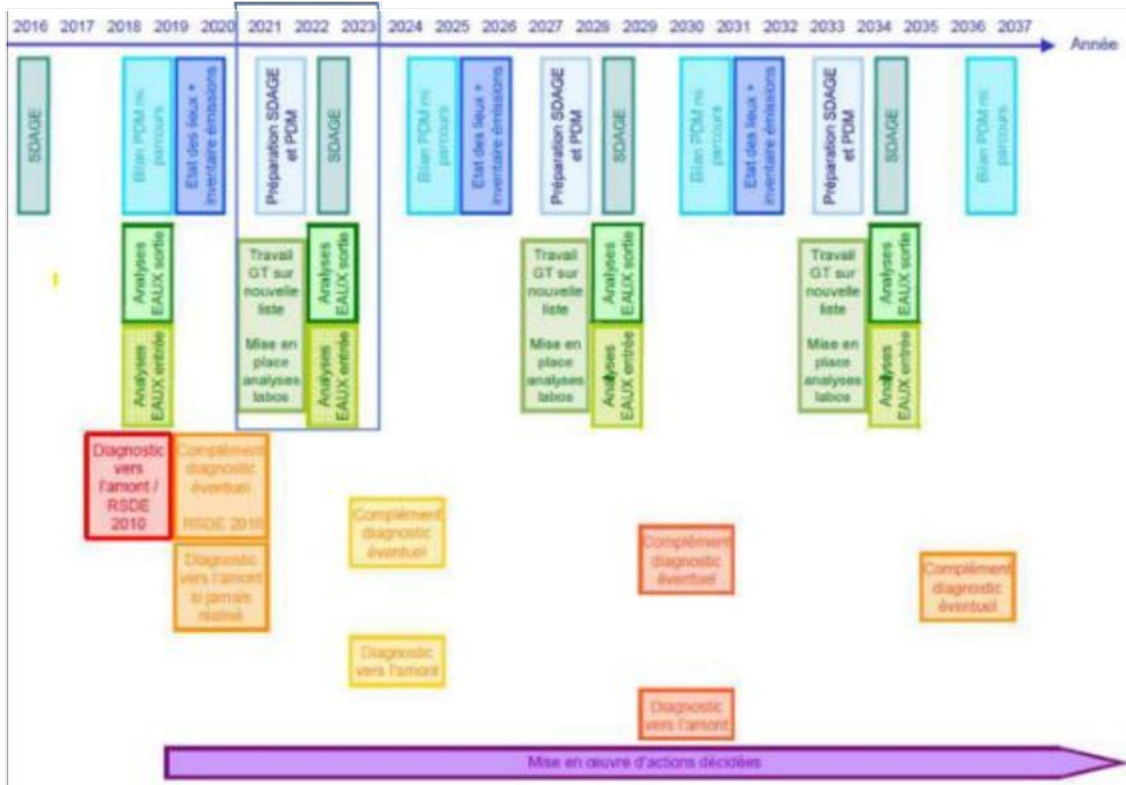 2016 2017 2018 2019 2020 2021 2022 2023 2024 2025 2026 2027 2028 2029 2030 2031 2032 2033 2034 2035 2036 2037
Année
SDAGE
Bilan PDM mi
parcours
Etat des lieux +
inventaire émissions
Préparation SDAGE
et PDM
SDAGE
Bilan PDM mi
parcours
Etat des lieux +
inventaire émissions
Préparation SDAGE
et PDM
SDAGE
Bilan PDM mi
parcours
Etat des lieux +
inventaire émissions
Préparation SDAGE
et PDM
SDAGE
Bilan PDM mi
parcours
Analyses
EAUX sortie
Travail
GT sur
nouvelle
liste
Mise en
place
analyses
labos
Analyses
EAUX sortie
Travail
GT sur
nouvelle
liste
Mise en
place
analyses
labos
Analyses
EAUX sortie
Travail
GT sur
nouvelle
liste
Mise en
place
analyses
labos
Analyses
EAUX sortie
Analyses
EAUX entrée
Analyses
EAUX entrée
Analyses
EAUX entrée
Analyses
EAUX entrée
Diagnostic
vers
l'amont /
RSDE
2010
Complément
diagnostic
éventuel
RSDE 2010
Diagnostic
vers l'amont
si jamais
réalisé
Complément
diagnostic
éventuel
Diagnostic
vers l'amont
Complément
diagnostic
éventuel
Diagnostic
vers l'amont
Complément
diagnostic
éventuel
Mise en œuvre d'actions décidées